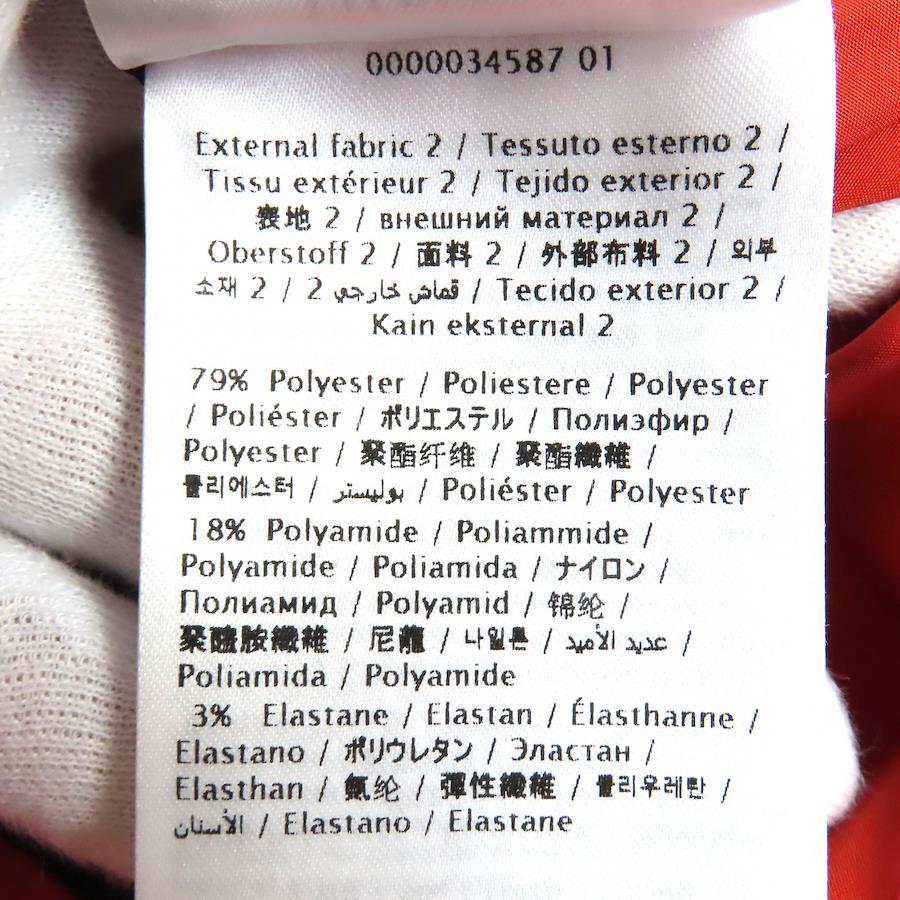 0000034587 01
External fabric 2 / Tessuto esterno 2 /
Tissu extérieur 2 / Tejido exterior 2 /
表地 2 / внешний материал 2 /
Oberstoff 2 / 面料 2 / 外部布料 2 / 외부
소재 2 / قماش خارجي 2 / Tecido exterior 2 /
Kain eksternal 2
79% Polyester / Poliestere / Polyester
/ Poliéster / ポリエステル / Полиэфир /
Polyester / 聚酯纤维 / 聚酯纖維 /
폴리에스터 / بوليستر / Poliéster / Polyester
18% Polyamide / Poliammide /
Polyamide / Poliamida / ナイロン /
Полиамид / Polyamid / 锦纶 /
聚醯胺纖維 / 尼龍 / 나일론 / عديد الأميد /
Poliamida / Polyamide
3% Elastane / Elastan / Élasthanne /
Elastano / ポリウレタン / Эластан /
Elasthan / 氨纶 / 彈性纖維 / 폴리우레탄 /
الأستان / Elastano / Elastane